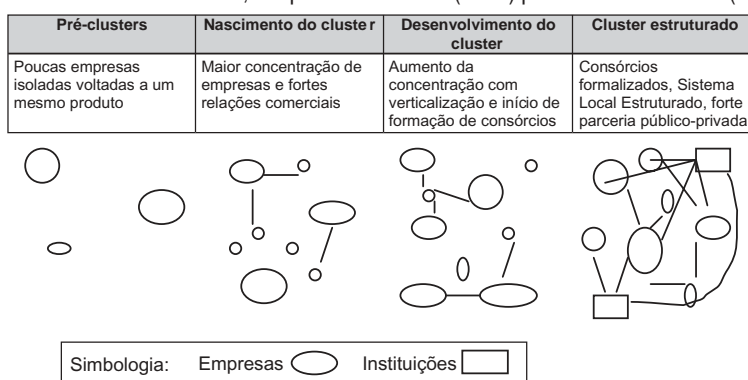 Pré-clusters
Nascimento do cluster
Desenvolvimento do
cluster
Cluster estruturado
Poucas empresas
isoladas voltadas a um
mesmo produto
Maior concentração de
empresas e fortes
relações comerciais
Aumento da
concentração com
verticalização e início de
formação de consórcios
Consórcios
formalizados, Sistema
Local Estruturado, forte
parceria público-privada
Simbologia: Empresas Instituições